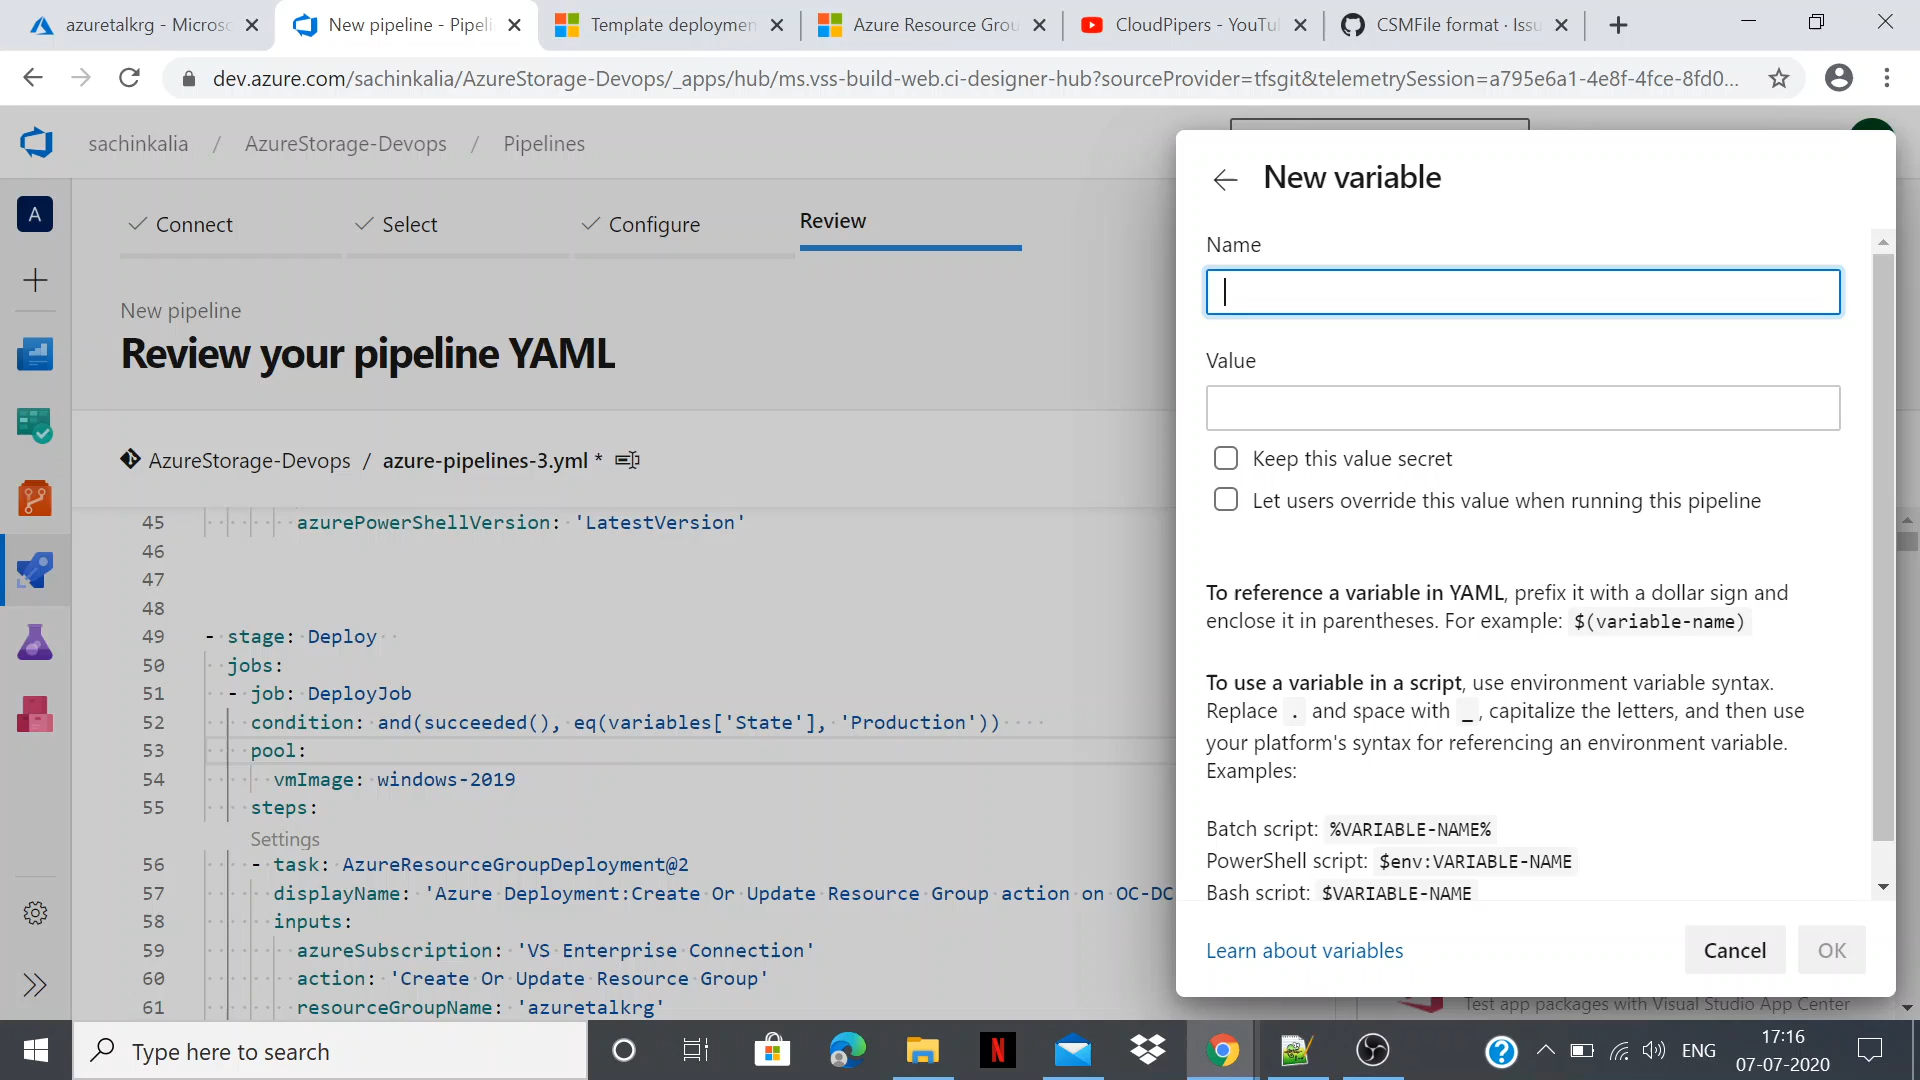 azuretalkrg - Micros
New pipeline - Pipeli
Template deploymen
Azure Resource Grou
CloudPipers - YouTu
CSMFile format · Issu
dev.azure.com/sachinkalia/AzureStorage-Devops/_apps/hub/ms.vss-build-web.ci-designer-hub?sourceProvider=tfsgit&telemetrySession=a795e6a1-4e8f-4fce-8fd0...
sachinkalia / AzureStorage-Devops / Pipelines
A
Connect
Select
Configure
Review
New pipeline
Review your pipeline YAML
AzureStorage-Devops / azure-pipelines-3.yml *
45 azurePowerShellVersion: 'LatestVersion'
46
47
48
49 - stage: Deploy
50 jobs:
51 - job: DeployJob
52 condition: and(succeeded(), eq(variables['State'], 'Production'))
53 pool:
54 vmImage: windows-2019
55 steps:
Settings
56 - task: AzureResourceGroupDeployment@2
57 displayName: 'Azure Deployment:Create Or Update Resource Group action on OC-DC
58 inputs:
59 azureSubscription: 'VS Enterprise Connection'
60 action: 'Create Or Update Resource Group'
61 resourceGroupName: 'azuretalkrg'
New variable
Name
Value
Keep this value secret
Let users override this value when running this pipeline
To reference a variable in YAML, prefix it with a dollar sign and
enclose it in parentheses. For example: $(variable-name)
To use a variable in a script, use environment variable syntax.
Replace . and space with _, capitalize the letters, and then use
your platform's syntax for referencing an environment variable.
Examples:
Batch script: %VARIABLE-NAME%
PowerShell script: $env:VARIABLE-NAME
Bash script: $VARIABLE-NAME
Learn about variables
Cancel
OK
Test app packages with Visual Studio App Center
Type here to search
N
?
ENG
17:16
07-07-2020